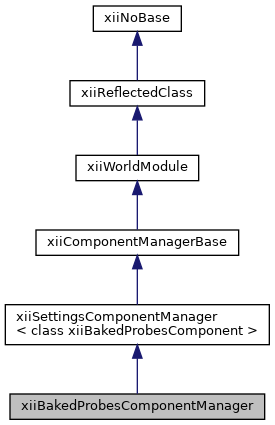 xiiNoBase
xiiReflectedClass
xiiWorldModule
xiiComponentManagerBase
xiiSettingsComponentManager
< class xiiBakedProbesComponent >
xiiBakedProbesComponentManager